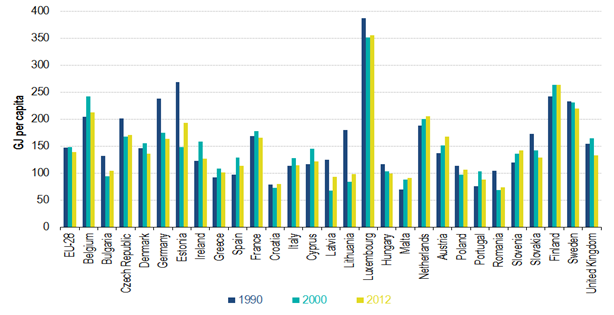 GJ per capita
400
350
300
250
200
150
100
50
0
EU-28
Belgium
Bulgaria
Czech Republic
Denmark
Germany
Estonia
Ireland
Greece
Spain
France
Croatia
Italy
Cyprus
Latvia
Lithuania
Luxembourg
Hungary
Malta
Netherlands
Austria
Poland
Portugal
Romania
Slovenia
Slovakia
Finland
Sweden
United Kingdom
1990 2000 2012